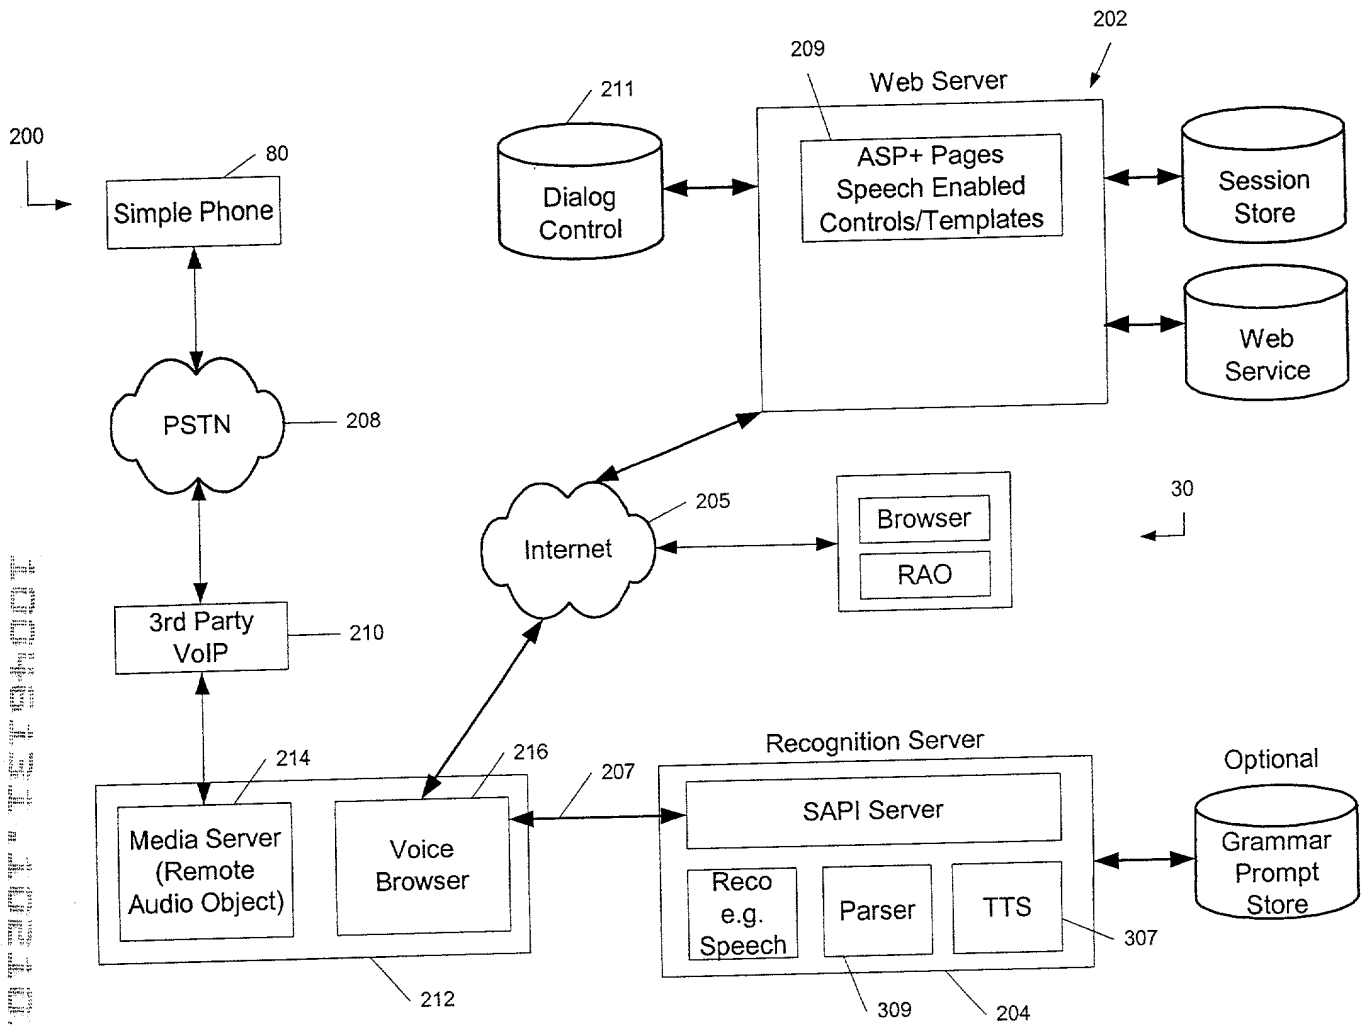 202
209
Web Server
211
200
80
Simple Phone
Dialog
Control
ASP+ Pages
Speech Enabled
Controls/Templates
Session
Store
Web
Service
PSTN
208
205
Internet
Browser
RAO
30
3rd Party
VoIP
210
214
216
207
Recognition Server
Optional
Media Server
(Remote
Audio Object)
Voice
Browser
SAPI Server
Reco
e.g.
Speech
Parser
TTS
Grammar
Prompt
Store
307
212
309
204